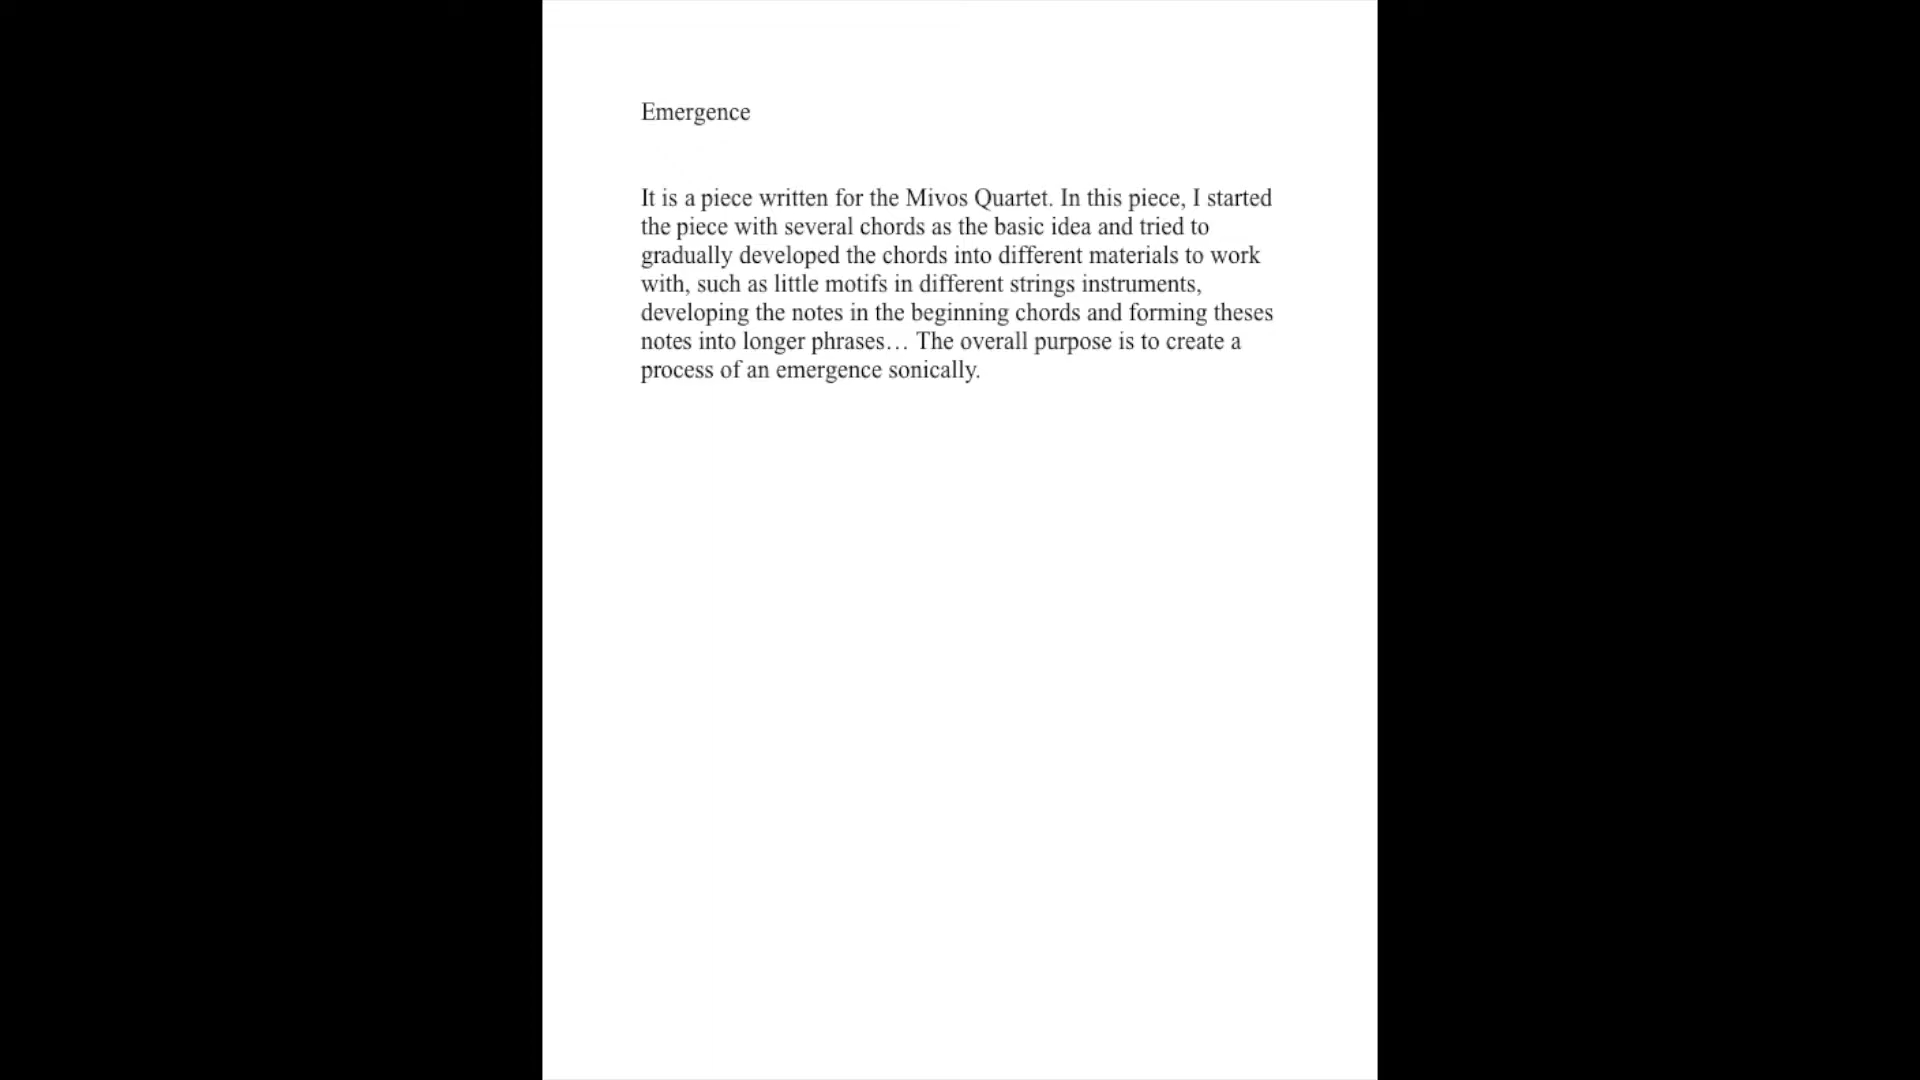 Emergence
It is a piece written for the Mivos Quartet. In this piece, I started
the piece with several chords as the basic idea and tried to
gradually developed the chords into different materials to work
with, such as little motifs in different strings instruments,
developing the notes in the beginning chords and forming theses
notes into longer phrases… The overall purpose is to create a
process of an emergence sonically.